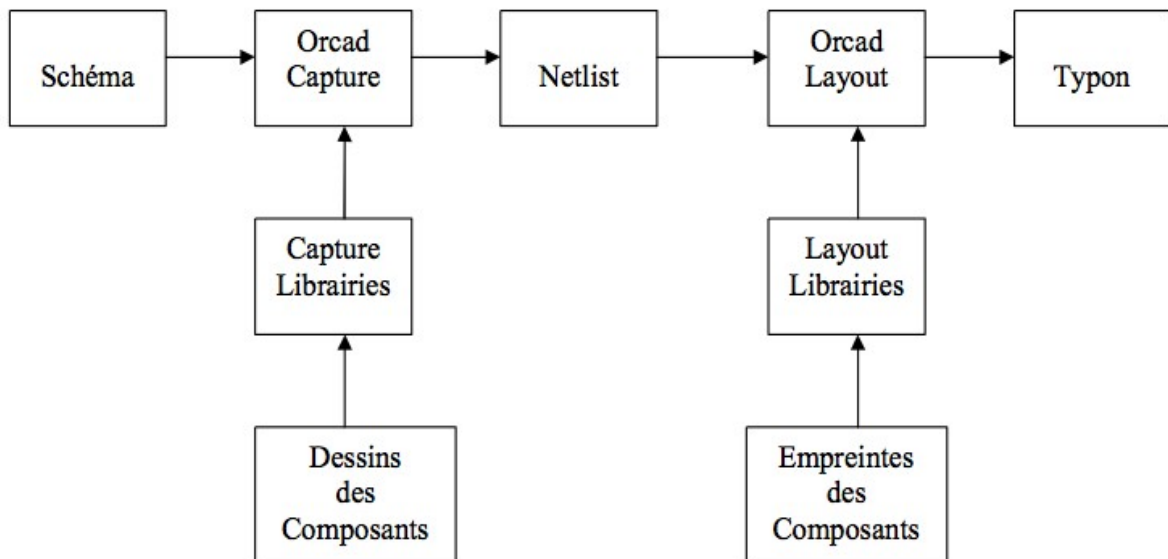 Schéma
Orcad
Capture
Netlist
Orcad
Layout
Typon
Capture
Librairies
Layout
Librairies
Dessins
des
Composants
Empreintes
des
Composants